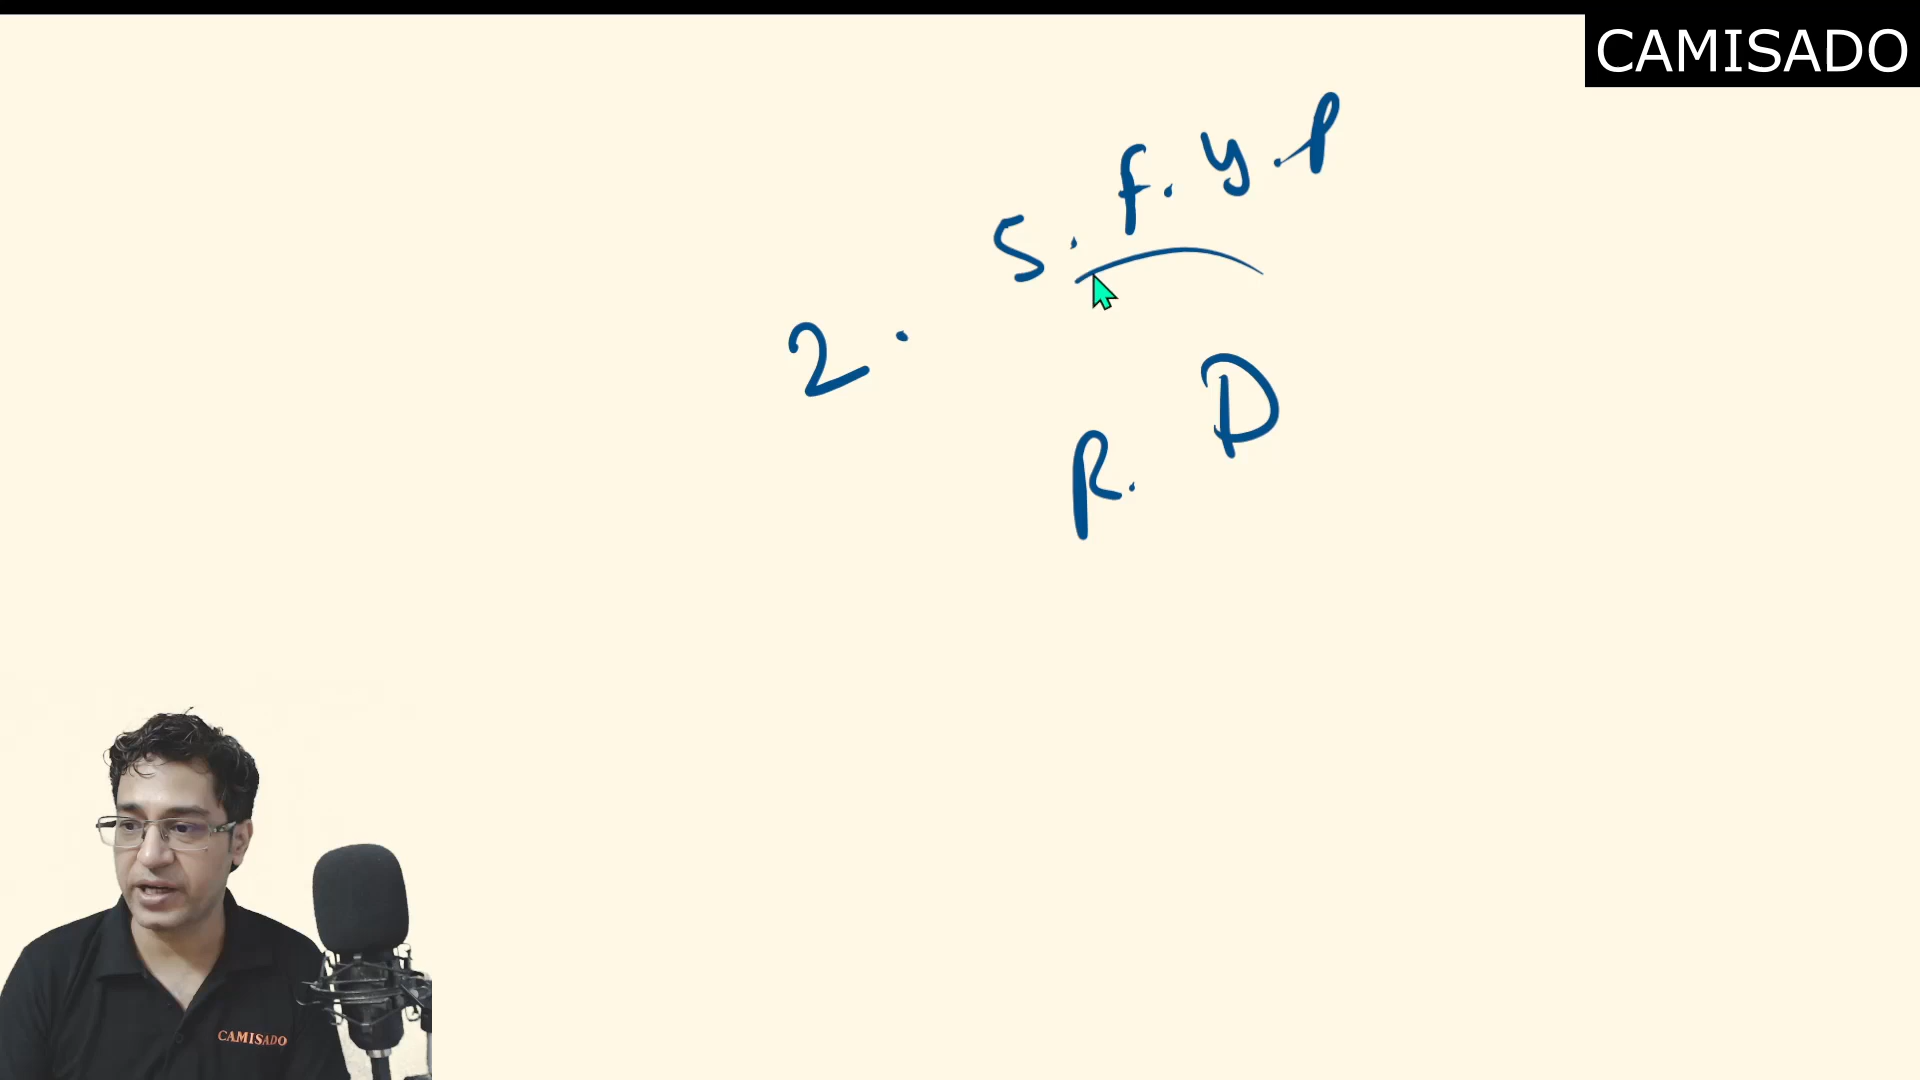 CAMISADO
S. F. Y. P
2.
R. D
CAMISADO